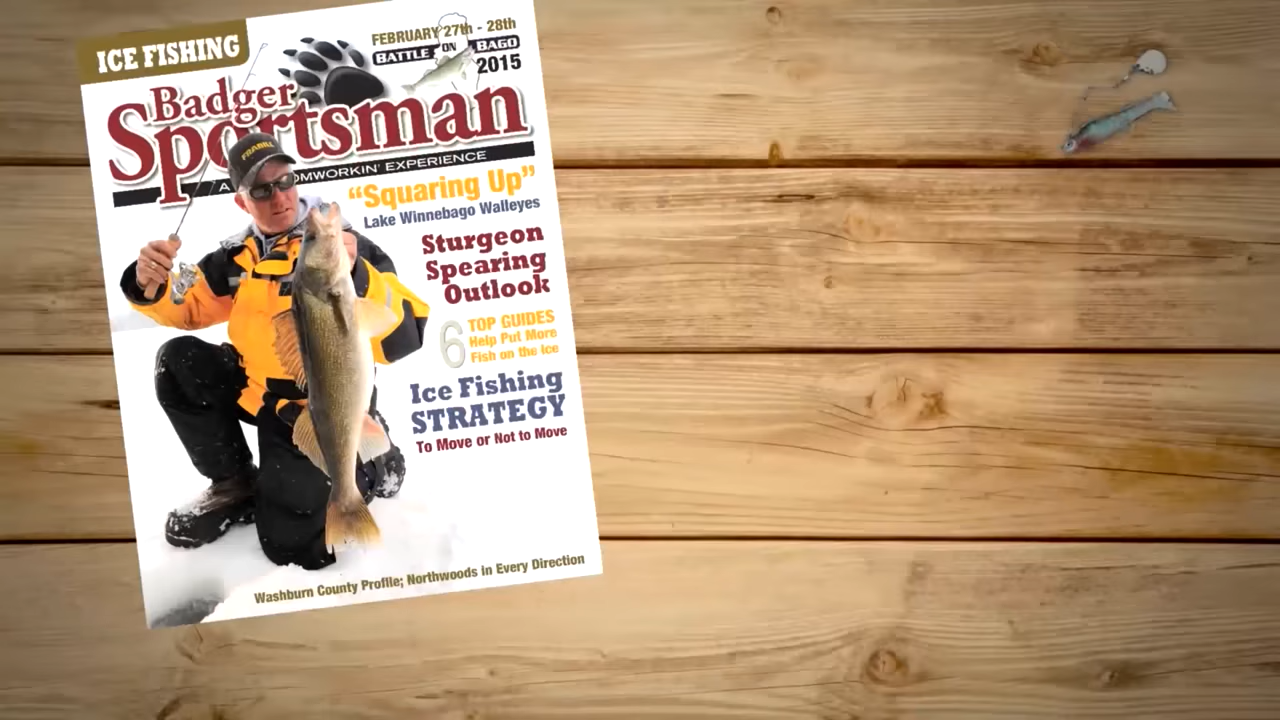 ICE FISHING
FEBRUARY 27th - 28th
BATTLE ON BAGO
2015
Badger
Sportsman
A OMWORKIN' EXPERIENCE
FRABILL
"Squaring Up"
Lake Winnebago Walleyes
Sturgeon
Spearing
Outlook
6 TOP GUIDES
Help Put More
Fish on the Ice
Ice Fishing
STRATEGY
To Move or Not to Move
Washburn County Profile; Northwoods in Every Direction